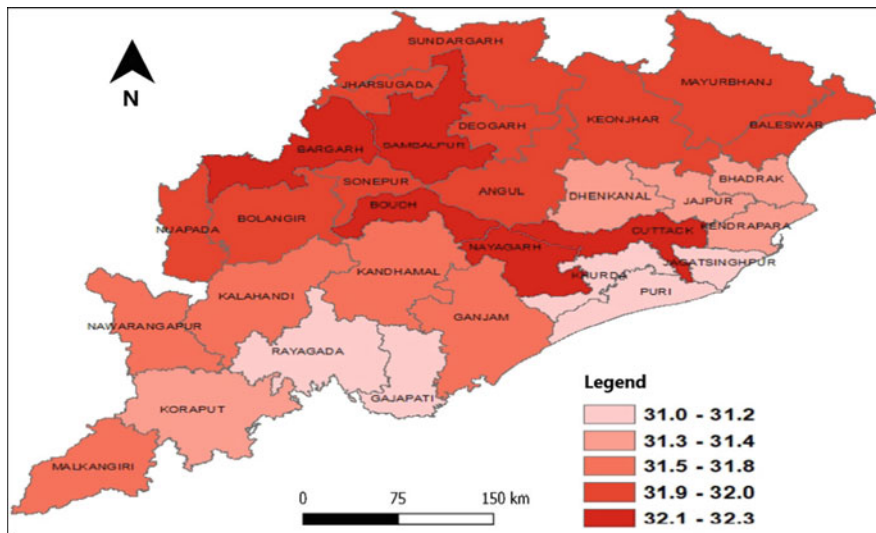 SUNDARGARH
JHARSUGADA
MAYURBHANJ
DEOGARH
KEONJHAR
BALESWAR
BARGARH
SAMBALPUR
SONEPUR
ANGUL
BHADRAK
DHENKANAL
JAJPUR
BOUCH
NUAPADA
BOLANGIR
KENDRAPARA
CUTTACK
NAYAGARH
JAGATSINGHPUR
KHURDA
KANDHAMAL
PURI
KALAHANDI
GANJAM
NAWARANGAPUR
RAYAGADA
GAJAPATI
KORAPUT
MALKANGIRI
N
Legend
31.0 - 31.2
31.3 - 31.4
31.5 - 31.8
31.9 - 32.0
32.1 - 32.3
0 75 150 km